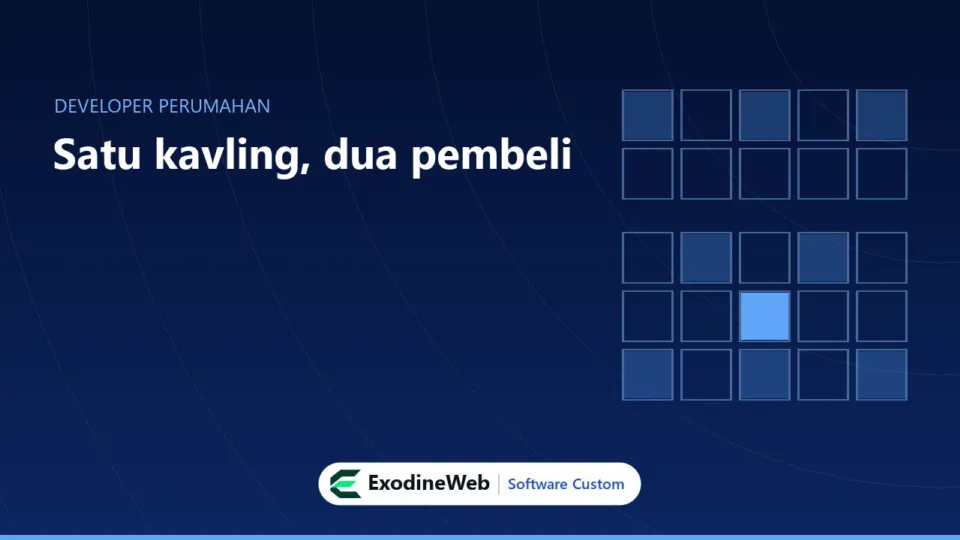 DEVELOPER PERUMAHAN
Satu kavling, dua pembeli
ExodineWeb | Software Custom